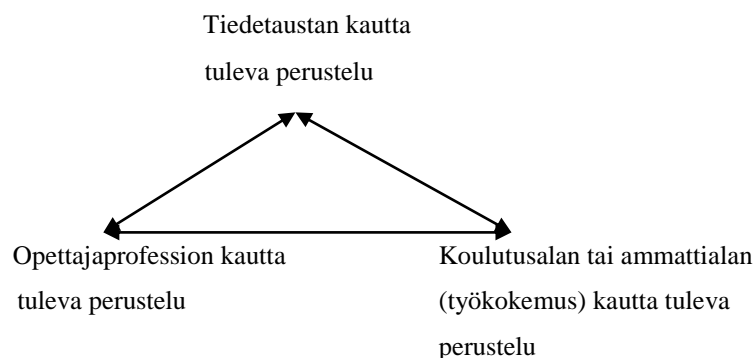 Tiedetaustan kautta
tuleva perustelu
Opettajaprofession kautta
tuleva perustelu
Koulutusalan tai ammattialan
(työkokemus) kautta tuleva
perustelu